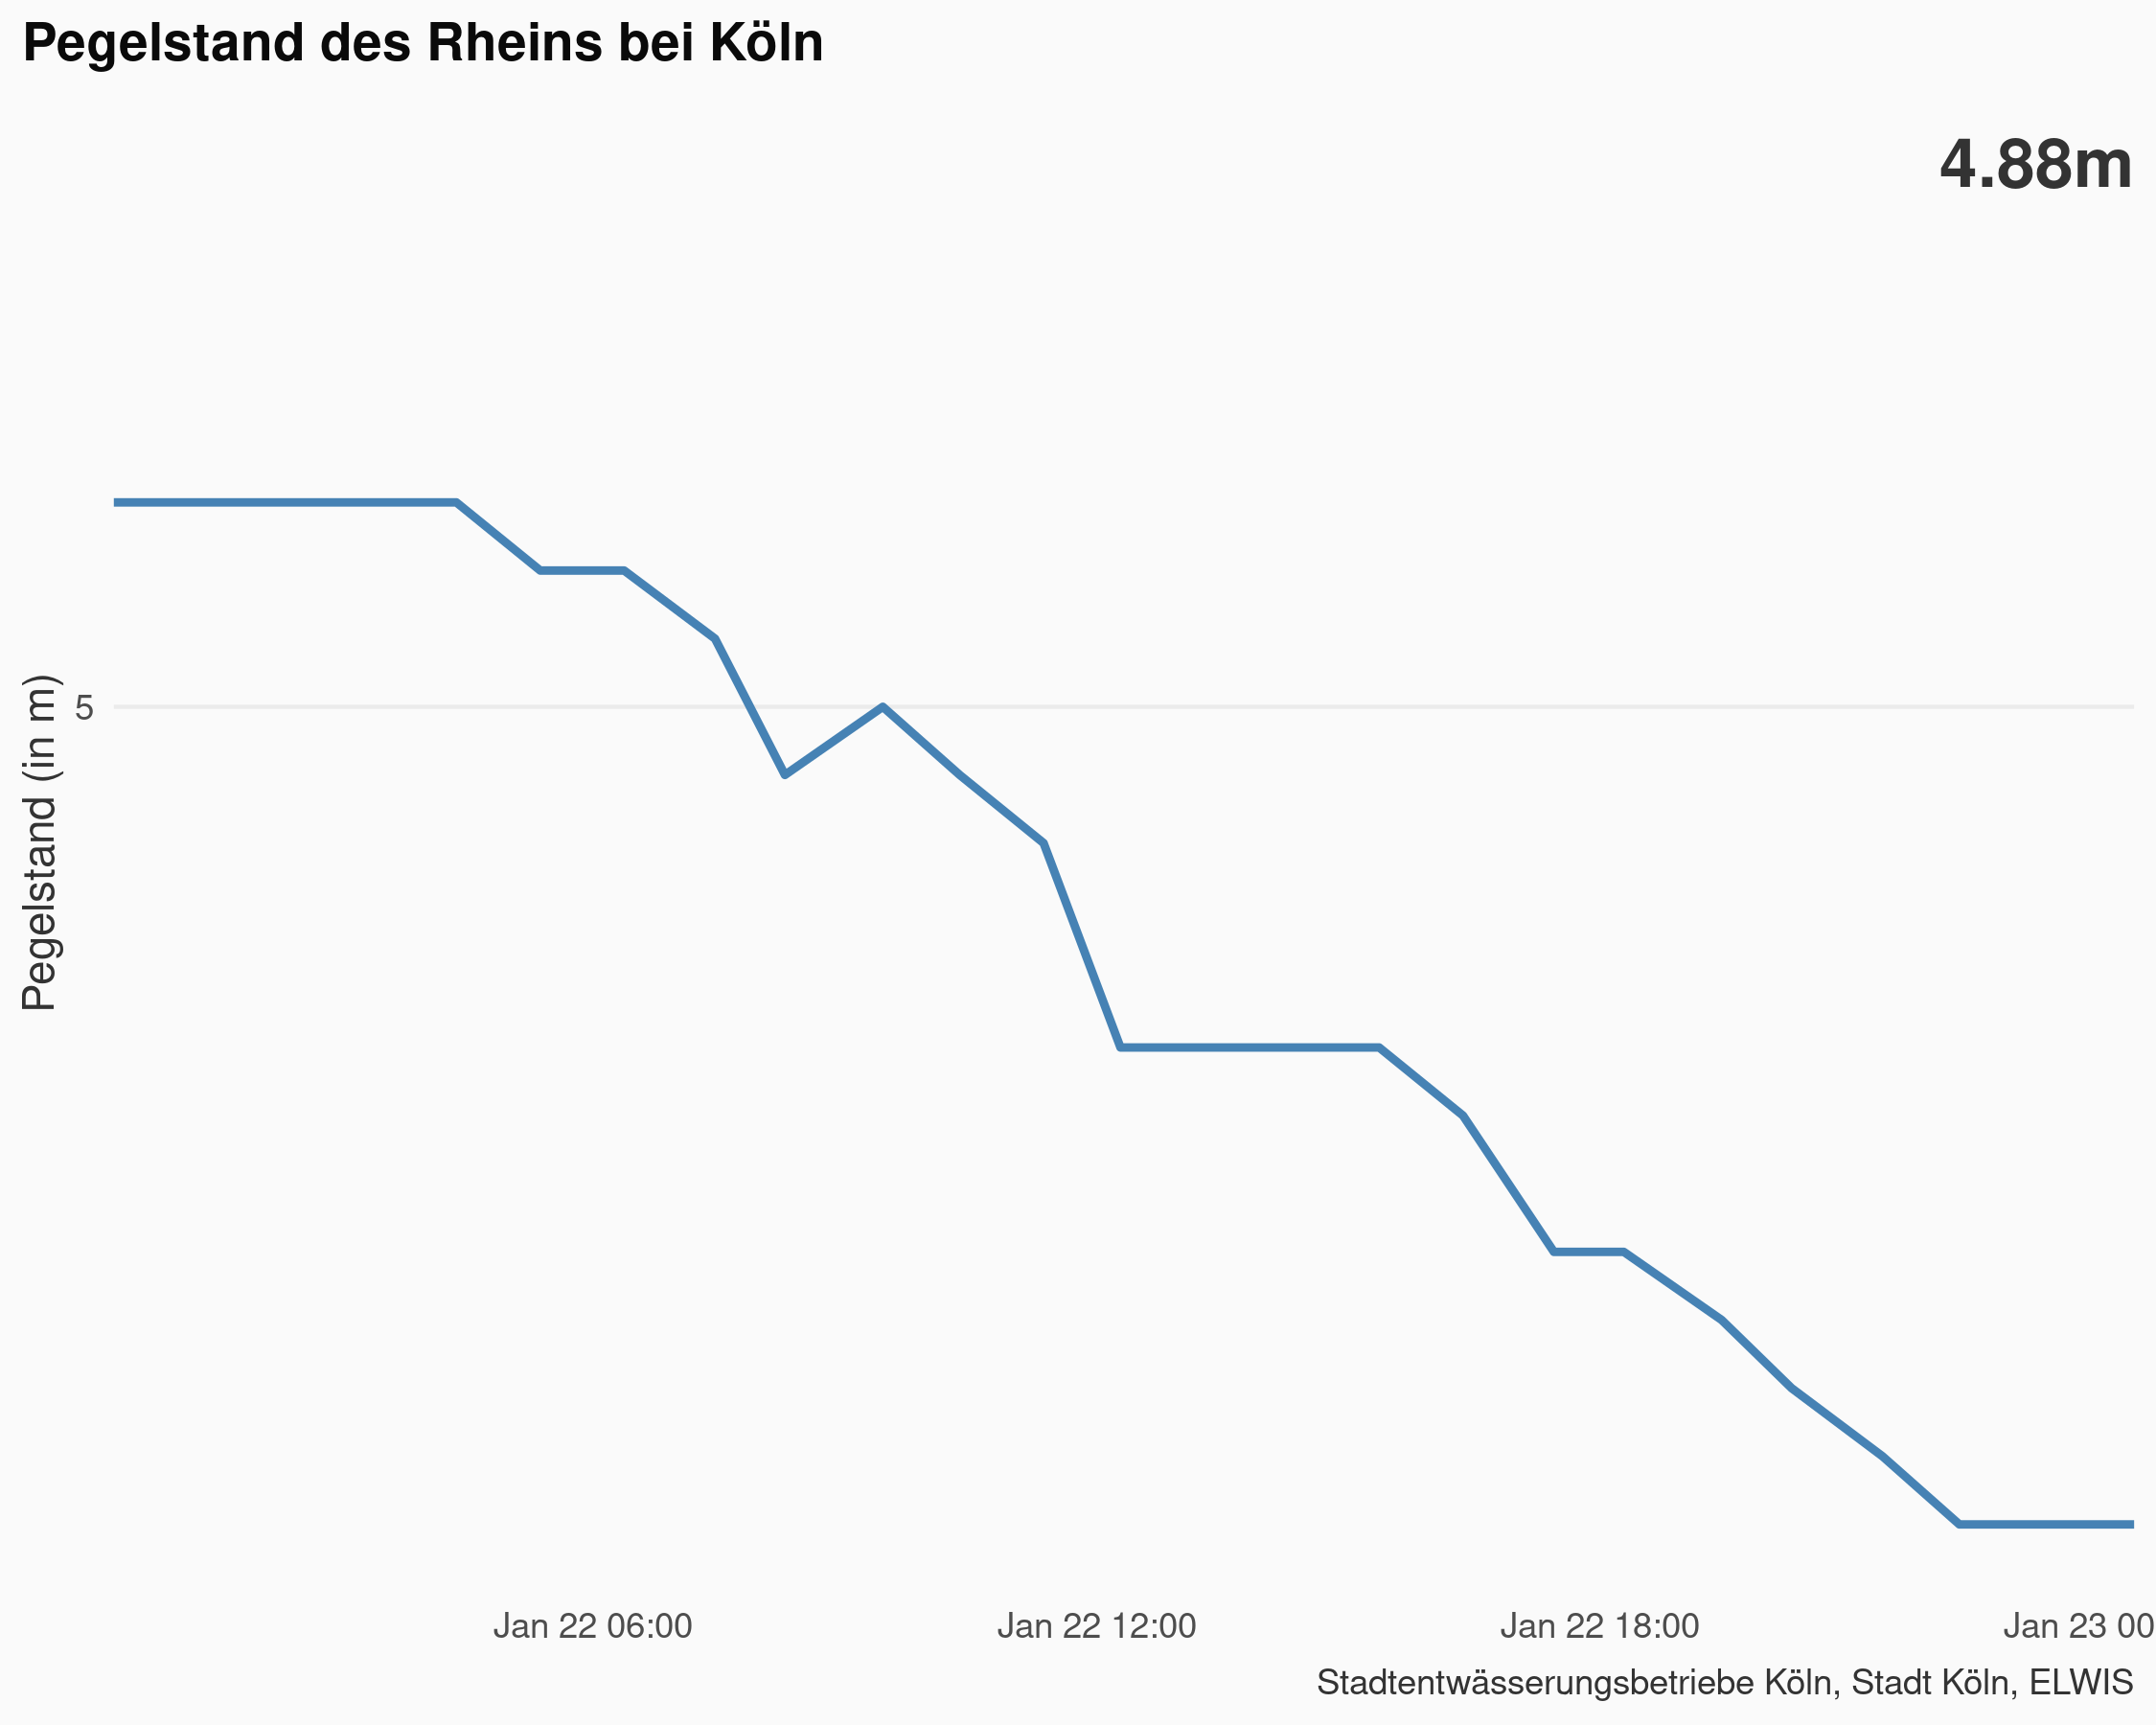 Pegelstand des Rheins bei Köln
4.88m
Pegelstand (in m)
5
Jan 22 06:00
Jan 22 12:00
Jan 22 18:00
Jan 23 00
Stadtentwässerungsbetriebe Köln, Stadt Köln, ELWIS